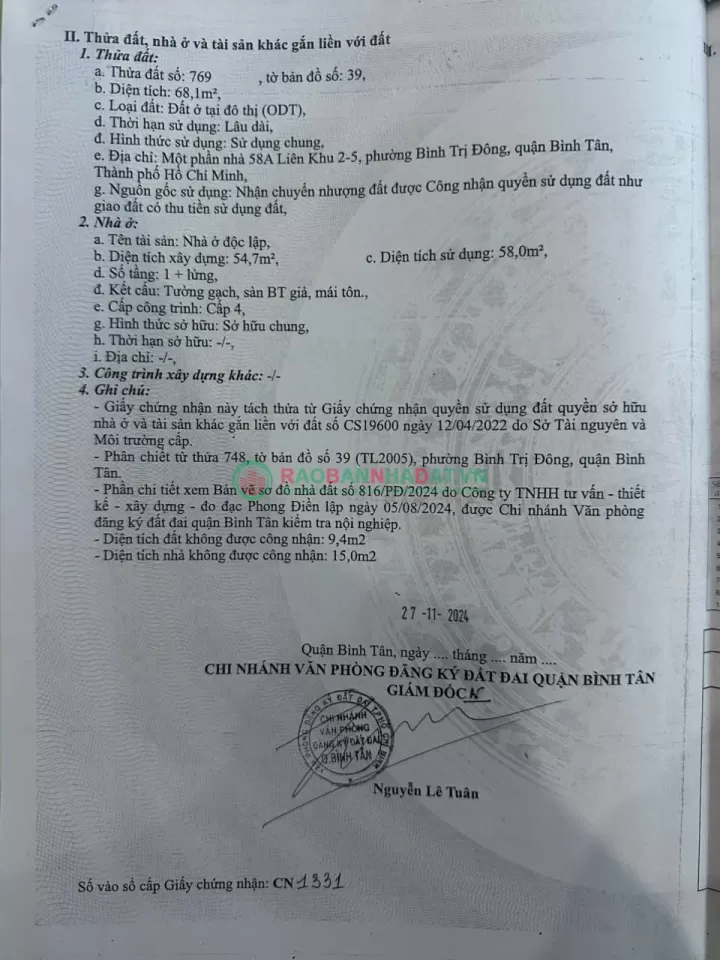 II. Thửa đất, nhà ở và tài sản khác gắn liền với đất
1. Thửa đất:
a. Thửa đất số: 769 , tờ bản đồ số: 39,
b. Diện tích: 68,1m²,
c. Loại đất: Đất ở tại đô thị (ODT),
d. Thời hạn sử dụng: Lâu dài,
đ. Hình thức sử dụng: Sử dụng chung,
e. Địa chỉ: Một phần nhà 58A Liên Khu 2-5, phường Bình Trị Đông, quận Bình Tân,
Thành phố Hồ Chí Minh,
g. Nguồn gốc sử dụng: Nhận chuyển nhượng đất được Công nhận quyền sử dụng đất như
giao đất có thu tiền sử dụng đất,
2. Nhà ở:
a. Tên tài sản: Nhà ở độc lập,
b. Diện tích xây dựng: 54,7m², c. Diện tích sử dụng: 58,0m²,
d. Số tầng: 1 + lửng,
đ. Kết cấu: Tường gạch, sàn BT giả, mái tôn.,
e. Cấp công trình: Cấp 4,
g. Hình thức sở hữu: Sở hữu chung,
h. Thời hạn sở hữu: -/-,
i. Địa chỉ: -/-,
3. Công trình xây dựng khác: -/-
4. Ghi chú:
- Giấy chứng nhận này tách thửa từ Giấy chứng nhận quyền sử dụng đất quyền sở hữu
nhà ở và tài sản khác gắn liền với đất số CS19600 ngày 12/04/2022 do Sở Tài nguyên và
Môi trường cấp.
- Phân chiết từ thửa 748, tờ bản đồ số 39 (TL2005), phường Bình Trị Đông, quận Bình
Tân.
RAOBANNHADAT.VN
- Phần chi tiết xem Bản vẽ sơ đồ nhà đất số 816/PĐ/2024 do Công ty TNHH tư vấn - thiết
kế - xây dựng - đo đạc Phong Điền lập ngày 05/08/2024, được Chi nhánh Văn phòng
đăng ký đất đai quận Bình Tân kiểm tra nội nghiệp.
- Diện tích đất không được công nhận: 9,4m2
- Diện tích nhà không được công nhận: 15,0m2
27 -11- 2024
Quận Bình Tân, ngày .... tháng .... năm ....
CHI NHÁNH VĂN PHÒNG ĐĂNG KÝ ĐẤT ĐAI QUẬN BÌNH TÂN
GIÁM ĐỐC
CHI NHÁNH
VĂN PHÒNG
ĐĂNG KÝ ĐẤT ĐAI
Q.BÌNH TÂN
Nguyễn Lê Tuân
Số vào sổ cấp Giấy chứng nhận: CN 1331